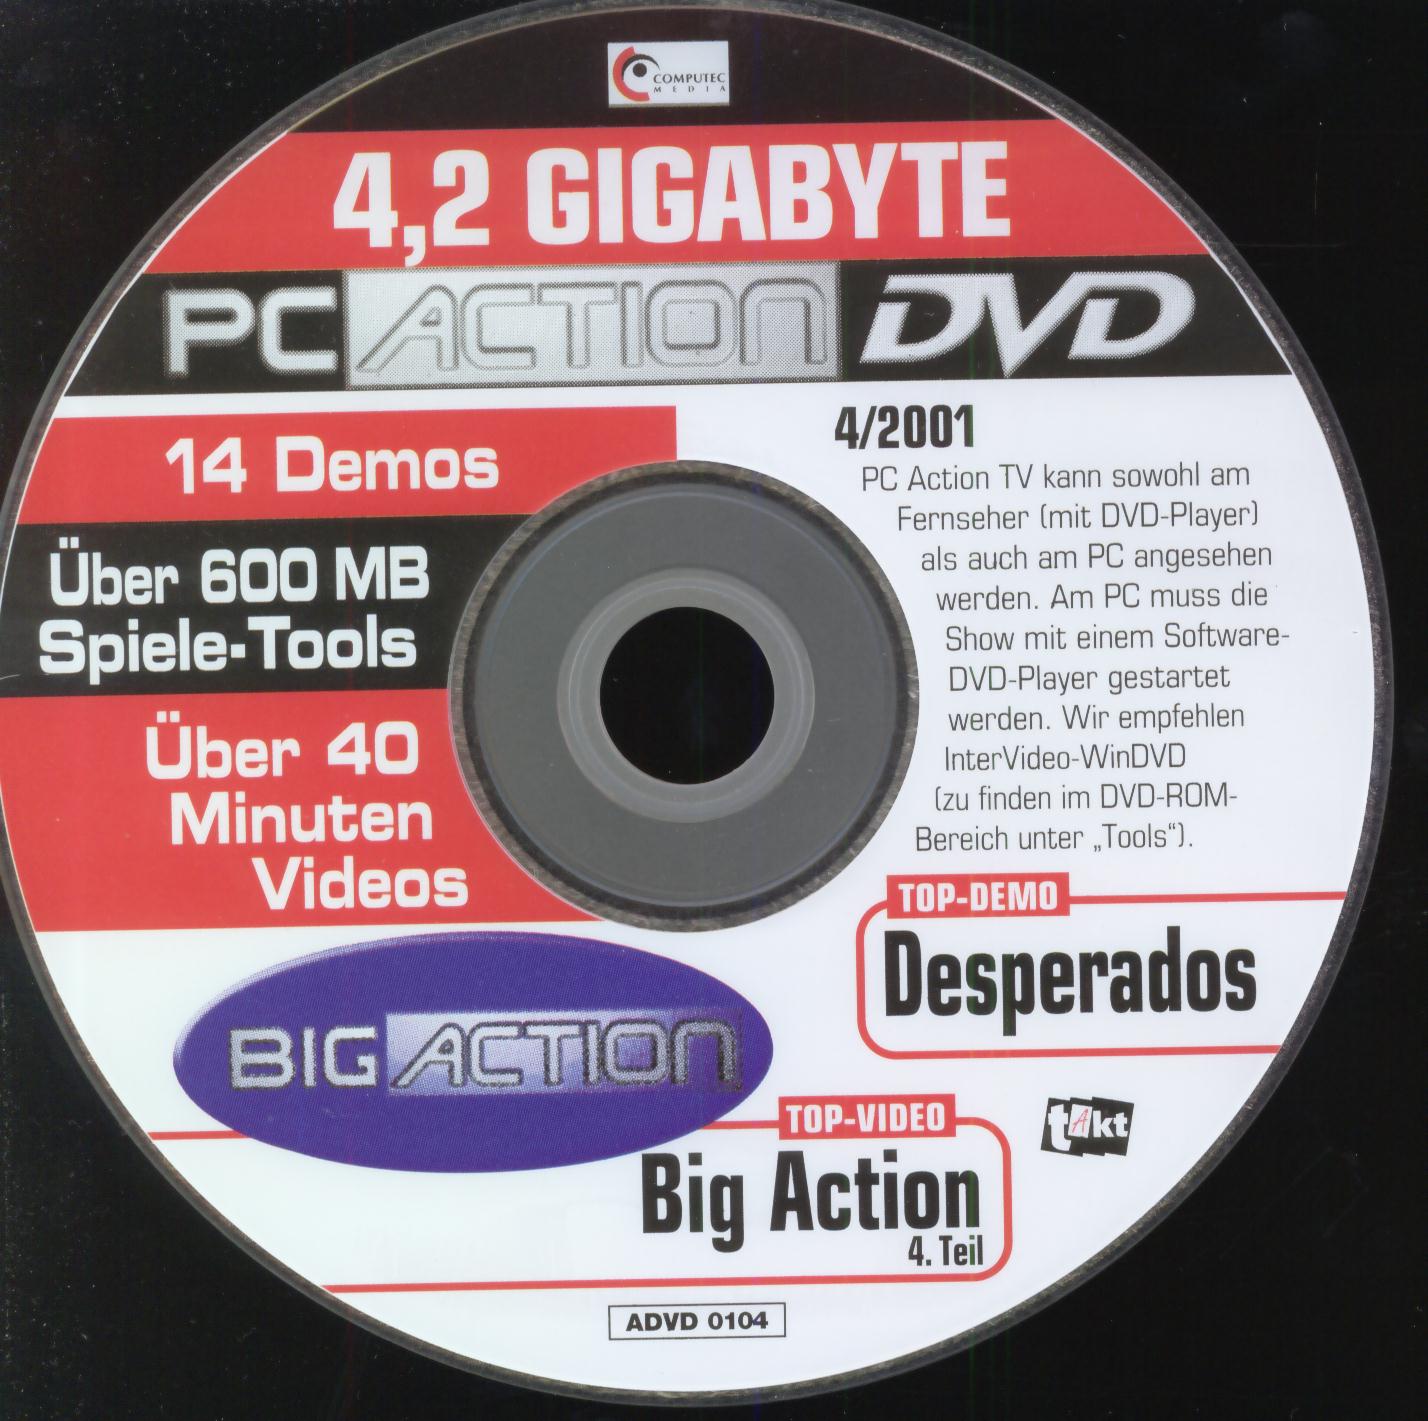 COMPUTEC
MEDIA
4,2 GIGABYTE
PC ACTION DVD
14 Demos
Über 600 MB
Spiele-Tools
Über 40
Minuten
Videos
4/2001
PC Action TV kann sowohl am
Fernseher (mit DVD-Player)
als auch am PC angesehen
werden. Am PC muss die
Show mit einem Software-
DVD-Player gestartet
werden. Wir empfehlen
InterVideo-WinDVD
(zu finden im DVD-ROM-
Bereich unter „Tools“).
TOP-DEMO
Desperados
BIG ACTION
TOP-VIDEO
Big Action
4. Teil
takt
ADVD 0104